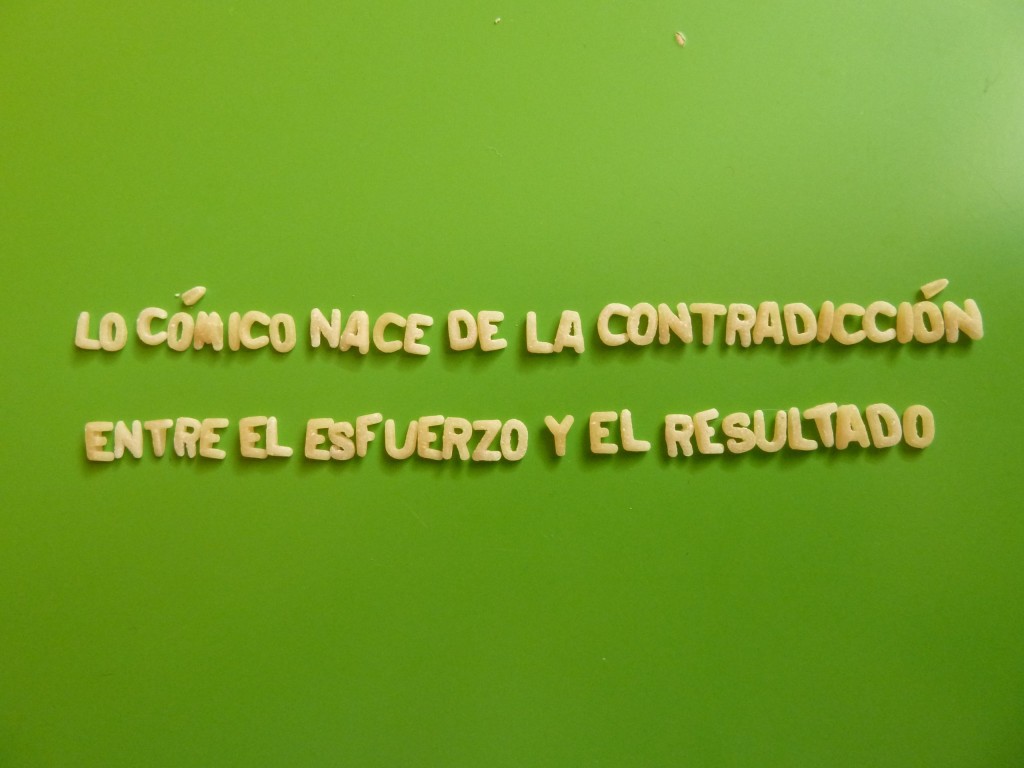 LO CÓMICO NACE DE LA CONTRADICCIÓN
ENTRE EL ESFUERZO Y EL RESULTADO